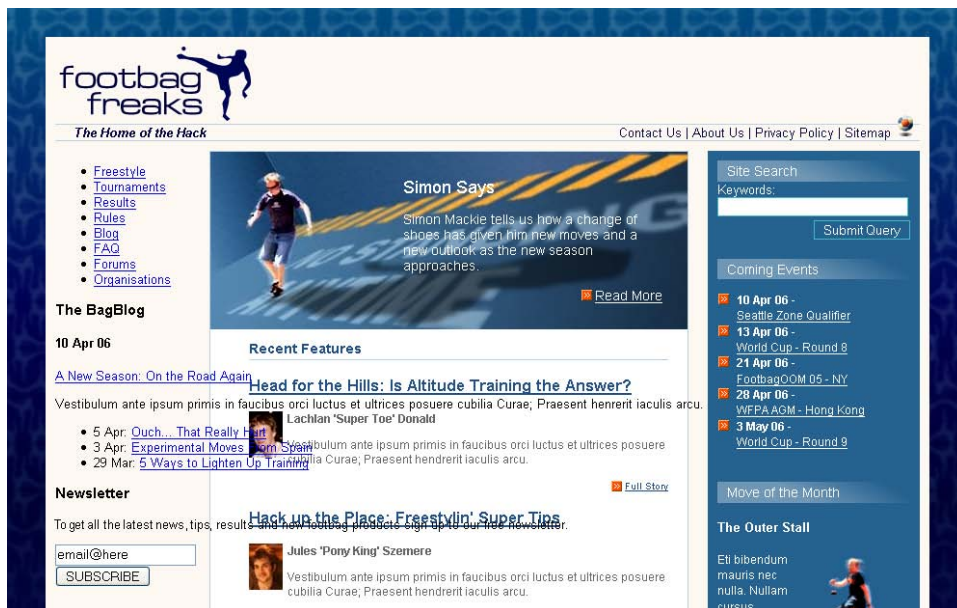 footbag
freaks
The Home of the Hack
Contact Us | About Us | Privacy Policy | Sitemap
Freestyle
Tournaments
Results
Rules
Blog
FAQ
Forums
Organisations
The BagBlog
10 Apr 06
A New Season: On the Road Again
Vestibulum ante ipsum primis in faucibus orci luctus et ultrices posuere cubilia Curae; Praesent henrerit iaculis arcu.
5 Apr: Ouch... That Really Hurt
3 Apr: Experimental Moves from Spain
29 Mar: 5 Ways to Lighten Up Training
Newsletter
To get all the latest news, tips, results and new footbag products sign up to our free newsletter.
email@here
SUBSCRIBE
Simon Says
Simon Mackie tells us how a change of
shoes has given him new moves and a
new outlook as the new season
approaches.
Read More
Recent Features
Head for the Hills: Is Altitude Training the Answer?
Lachlan 'Super Toe' Donald
Vestibulum ante ipsum primis in faucibus orci luctus et ultrices posuere
cubilia Curae; Praesent hendrerit iaculis arcu.
Full Story
Hack up the Place: Freestylin' Super Tips
Jules 'Pony King' Szemere
Vestibulum ante ipsum primis in faucibus orci luctus et ultrices posuere
cubilia Curae; Praesent hendrerit iaculis arcu.
Site Search
Keywords:
Submit Query
Coming Events
10 Apr 06 -
Seattle Zone Qualifier
13 Apr 06 -
World Cup - Round 8
21 Apr 06 -
FootbagOOM 05 - NY
28 Apr 06 -
WFPA AGM - Hong Kong
3 May 06 -
World Cup - Round 9
Move of the Month
The Outer Stall
Eti bibendum
mauris nec
nulla. Nullam
cursus